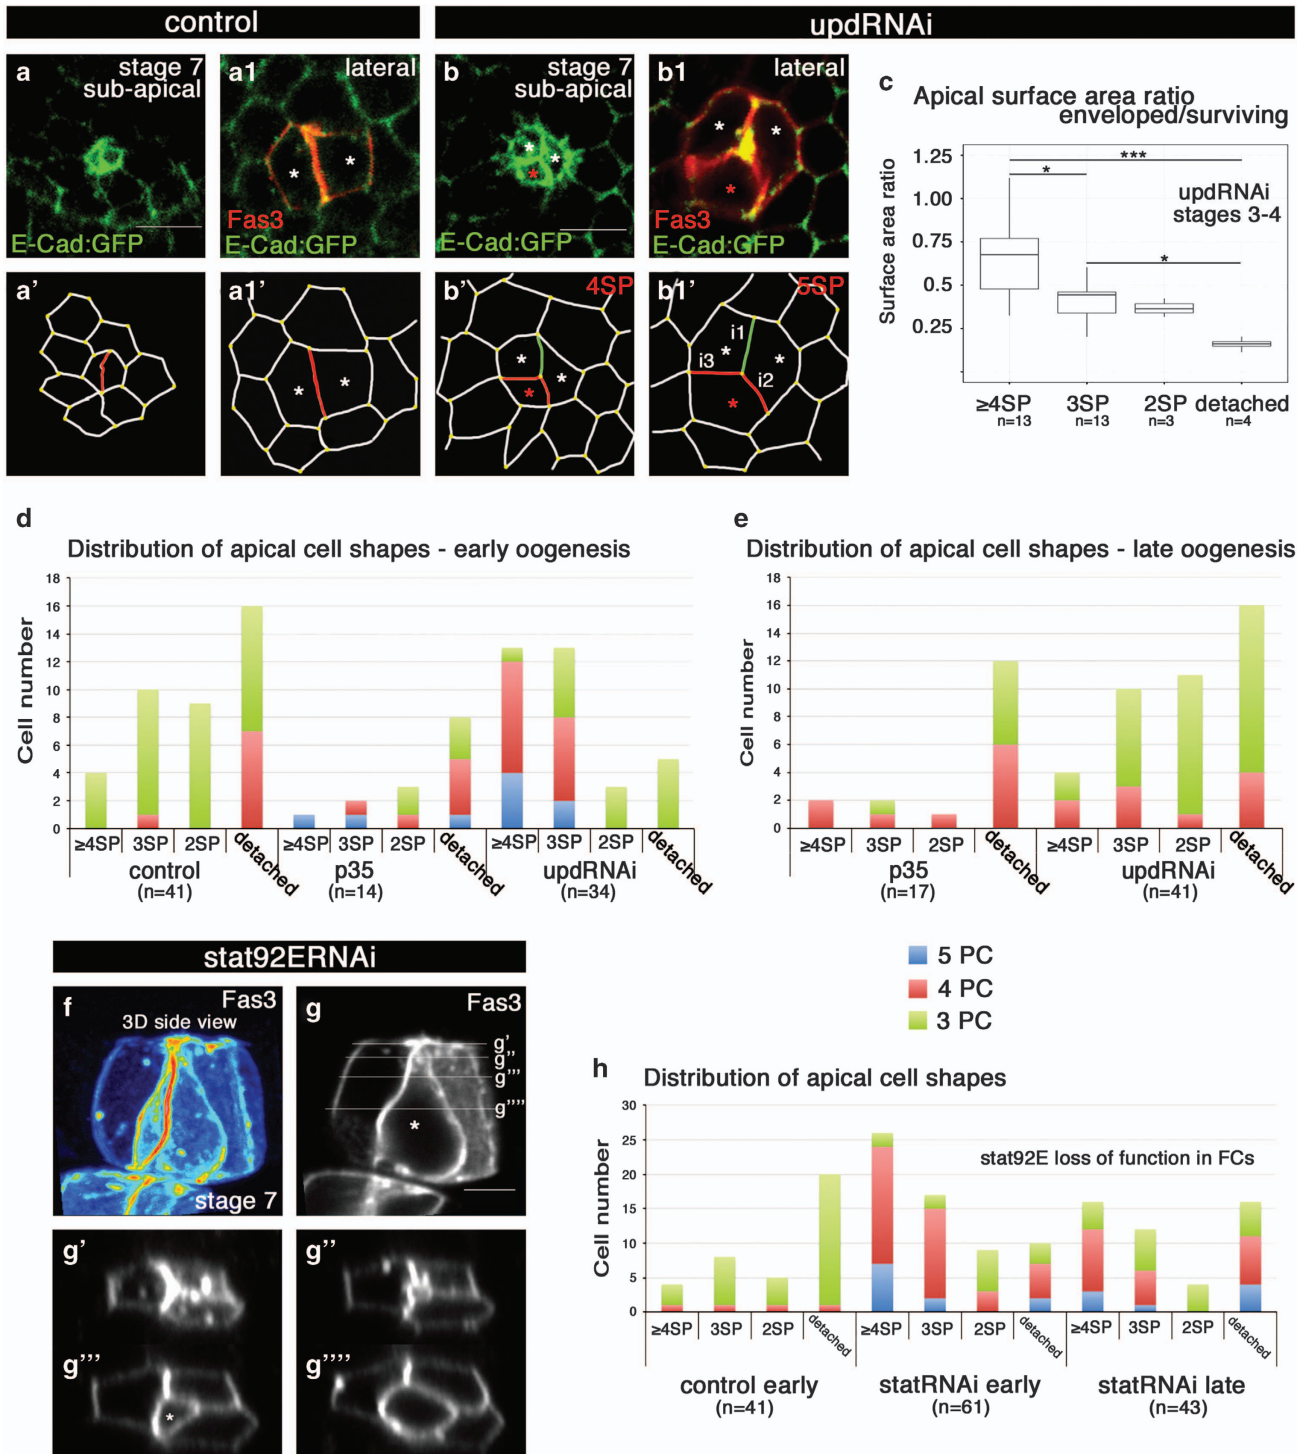 control
updRNAi
a
stage 7
sub-apical
E-Cad:GFP
a1
lateral
Fas3
E-Cad:GFP
b
stage 7
sub-apical
E-Cad:GFP
b1
lateral
Fas3
E-Cad:GFP
a'
a1'
b'
4SP
b1'
5SP
i1
i3
i2
c
Apical surface area ratio
enveloped/surviving
Surface area ratio
1.25
1.00
0.75
0.5
0.25
***
*
*
updRNAi
stages 3-4
≥4SP 3SP 2SP detached
n=13 n=13 n=3 n=4
d
Distribution of apical cell shapes - early oogenesis
Cell number
18
16
14
12
10
8
6
4
2
0
≥4SP 3SP 2SP detached ≥4SP 3SP 2SP detached ≥4SP 3SP 2SP detached
control p35 updRNAi
(n=41) (n=14) (n=34)
e
Distribution of apical cell shapes - late oogenesis
Cell number
18
16
14
12
10
8
6
4
2
0
≥4SP 3SP 2SP detached ≥4SP 3SP 2SP detached
p35 updRNAi
(n=17) (n=41)
5 PC
4 PC
3 PC
stat92ERNAi
f
Fas3
3D side view
stage 7
g
Fas3
g'
g''
g'''
g''''
*
g'
g''
g'''
*
g''''
h
Distribution of apical cell shapes
stat92E loss of function in FCs
Cell number
30
25
20
15
10
5
0
≥4SP 3SP 2SP detached ≥4SP 3SP 2SP detached ≥4SP 3SP 2SP detached
control early statRNAi early statRNAi late
(n=41) (n=61) (n=43)